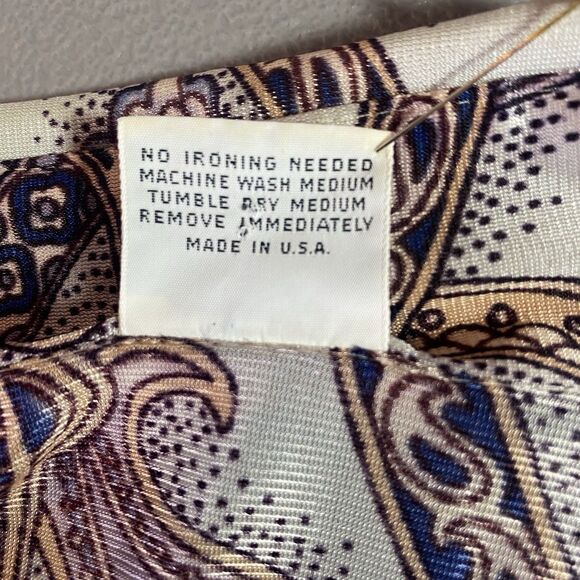 NO IRONING NEEDED
MACHINE WASH MEDIUM
TUMBLE DRY MEDIUM
REMOVE IMMEDIATELY
MADE IN U.S.A.